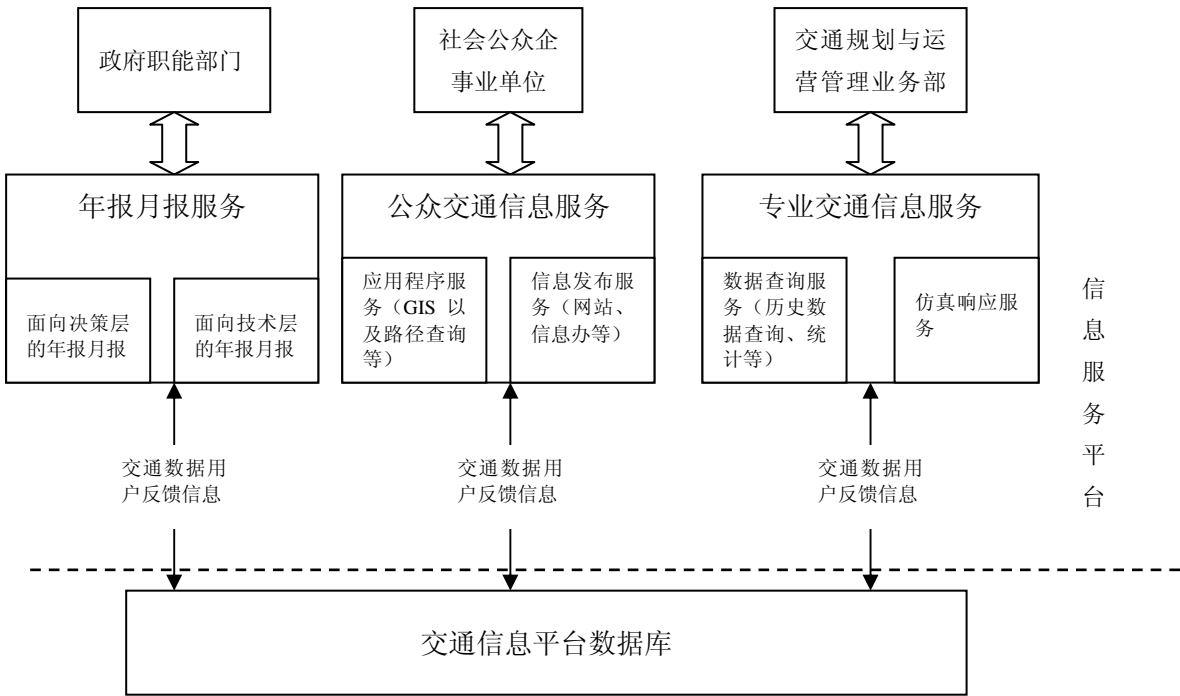 政府职能部门
社会公众企
事业单位
交通规划与运
营管理业务部
年报月报服务
面向决策层
的年报月报
面向技术层
的年报月报
公众交通信息服务
应用程序服
务（GIS 以
及路径查询
等）
信息发布服
务（网站、
信息办等）
专业交通信息服务
数据查询服
务（历史数
据查询、统
计等）
仿真响应服
务
信
息
服
务
平
台
交通数据用
户反馈信息
交通数据用
户反馈信息
交通数据用
户反馈信息
交通信息平台数据库